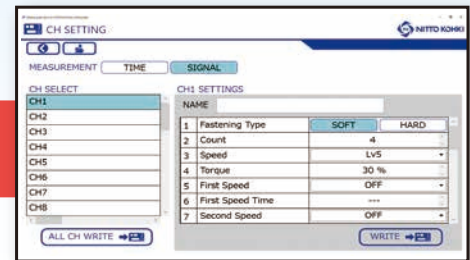 CH SETTING
NITTO KOHKI
MEASUREMENT TIME SIGNAL
CH SELECT
CH1
CH2
CH3
CH4
CH5
CH6
CH7
CH8
ALL CH WRITE
CH1 SETTINGS
NAME
1 Fastening Type SOFT HARD
2 Count 4
3 Speed Lv5
4 Torque 30 %
5 First Speed OFF
6 First Speed Time ---
7 Second Speed OFF
WRITE